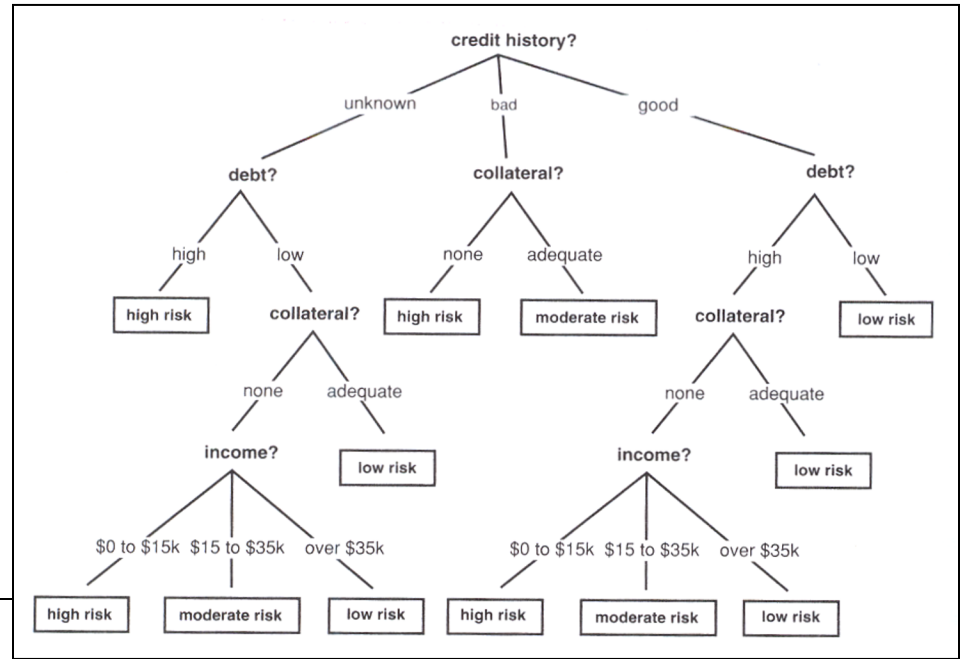 credit history?
unknown bad good
debt? collateral? debt?
high low none adequate high low
high risk collateral? high risk moderate risk collateral? low risk
none adequate none adequate
income? low risk income? low risk
$0 to $15k $15 to $35k over $35k $0 to $15k $15 to $35k over $35k
high risk moderate risk low risk high risk moderate risk low risk